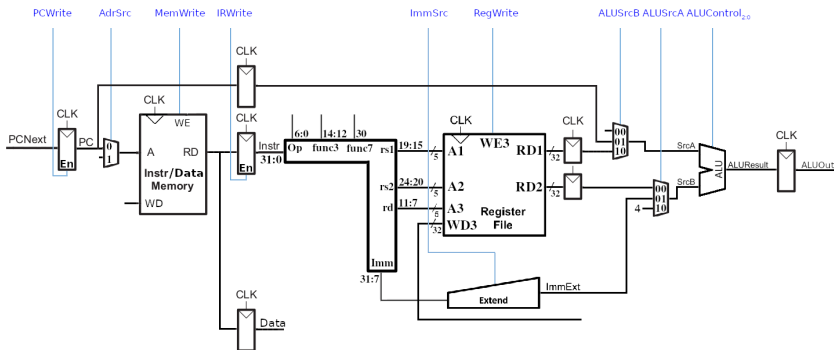 PCWrite AdrSrc MemWrite IRWrite ImmSrc RegWrite ALUSrcB ALUSrcA ALUControl2:0
CLK
CLK
CLK
CLK
CLK
CLK
CLK
CLK
CLK
CLK
PCNext
PC
En
0
1
WE
A
RD
Instr/Data
Memory
WD
En
Instr
31:0
6:0
14:12
30
Op
func3
func7
rs1
rs2
rd
Imm
19:15
24:20
11:7
31:7
5
5
5
32
A1
A2
A3
WD3
WE3
RD1
RD2
Register
File
32
32
00
01
10
00
01
10
4
SrcA
SrcB
ALU
ALUResult
ALUOut
Extend
ImmExt
Data